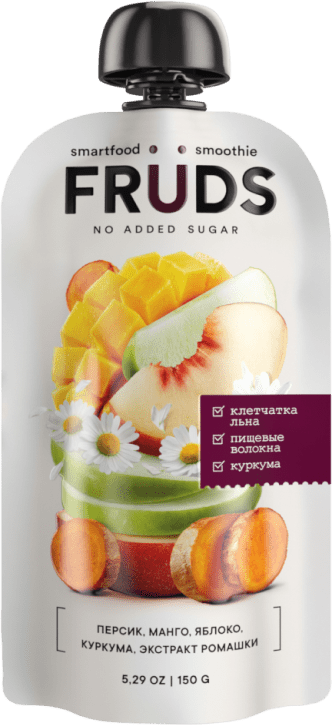 smartfood smoothie
FRÜDS
NO ADDED SUGAR
клетчатка
льна
пищевые
волокна
куркума
ПЕРСИК, МАНГО, ЯБЛОКО,
КУРКУМА, ЭКСТРАКТ РОМАШКИ
5,29 OZ | 150 G